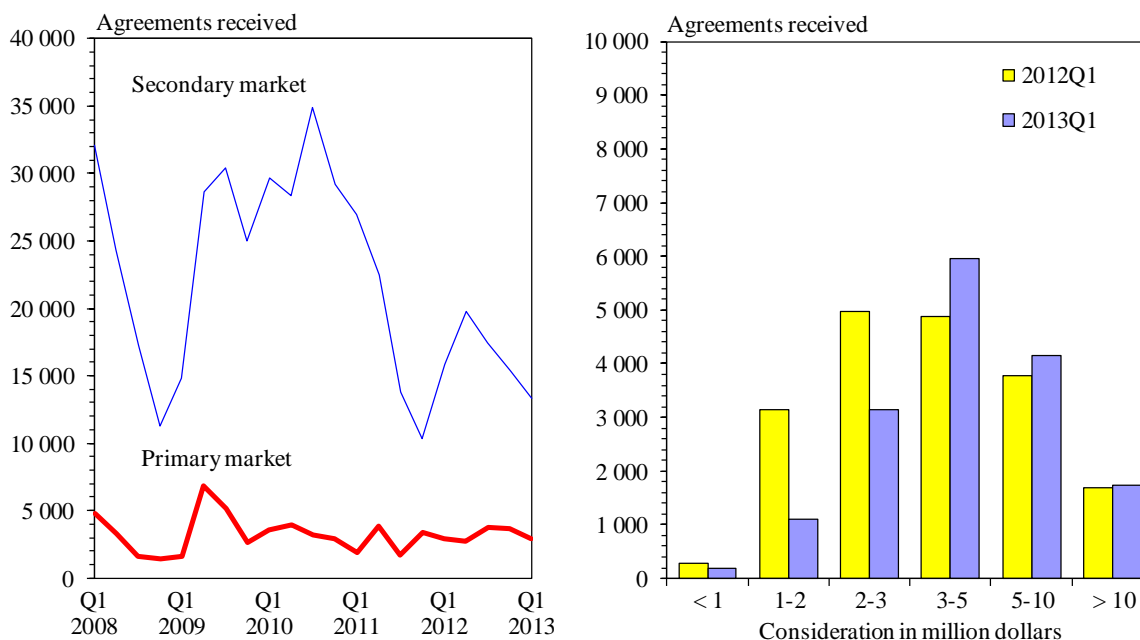 Agreements received
40 000
35 000
30 000
25 000
20 000
15 000
10 000
5 000
0
Secondary market
Primary market
Q1 Q1 Q1 Q1 Q1 Q1
2008 2009 2010 2011 2012 2013
Agreements received
10 000
9 000
8 000
7 000
6 000
5 000
4 000
3 000
2 000
1 000
0
2012Q1
2013Q1
< 1 1-2 2-3 3-5 5-10 > 10
Consideration in million dollars